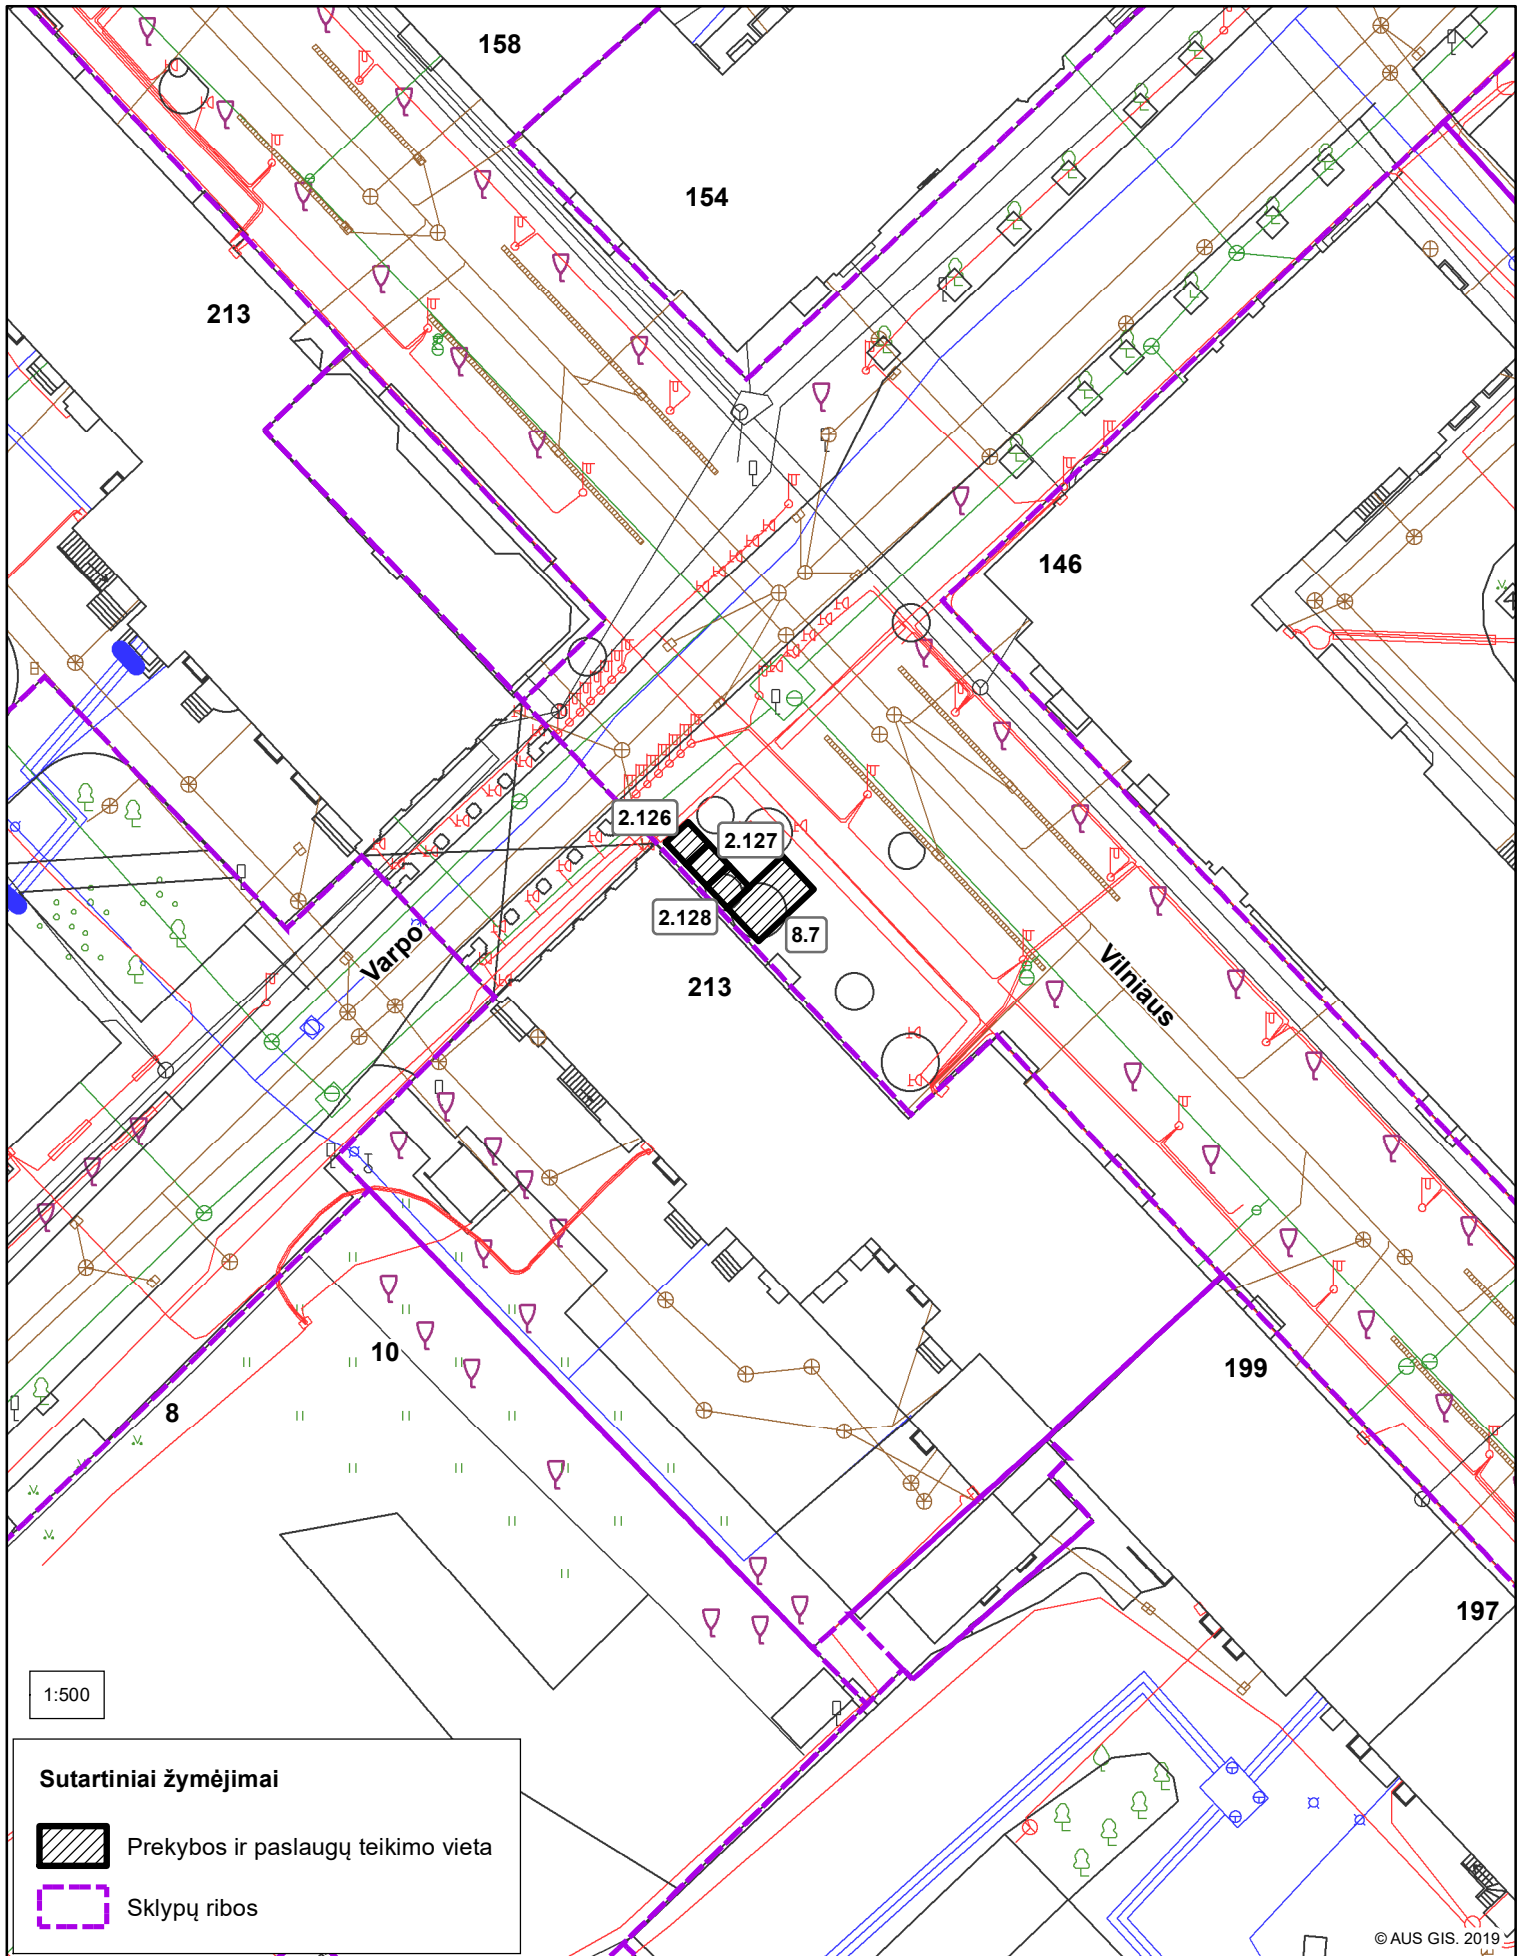 158
154
213
146
2.126
2.127
2.128
8.7
213
Varpo
Vilniaus
10
8
199
197
1:500
Sutartiniai žymėjimai
Prekybos ir paslaugų teikimo vieta
Sklypų ribos
© AUS GIS. 2019